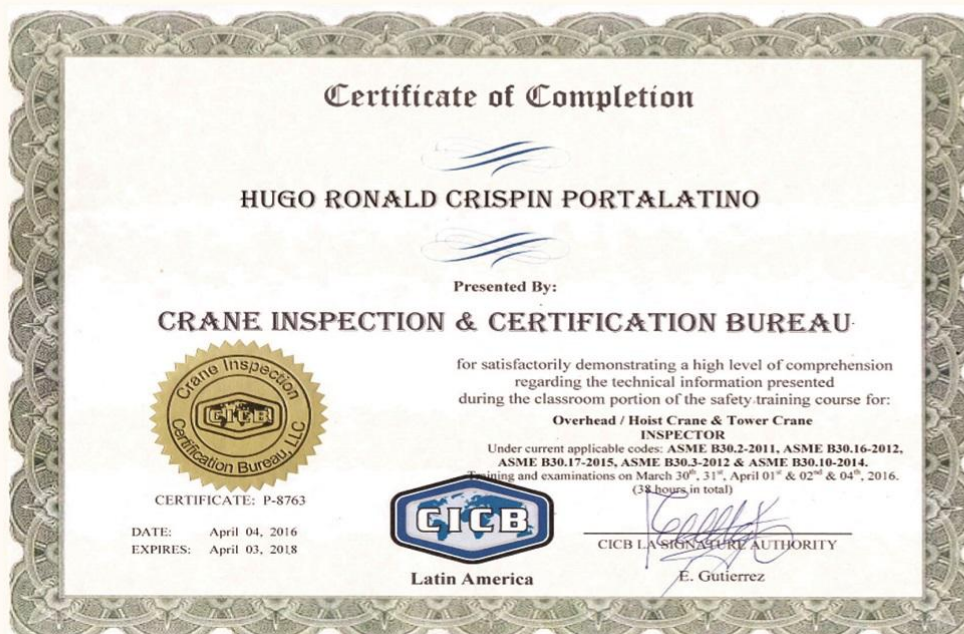 Certificate of Completion
HUGO RONALD CRISPIN PORTALATINO
Presented By:
CRANE INSPECTION & CERTIFICATION BUREAU
for satisfactorily demonstrating a high level of comprehension
regarding the technical information presented
during the classroom portion of the safety training course for:
Overhead / Hoist Crane & Tower Crane
INSPECTOR
Under current applicable codes: ASME B30.2-2011, ASME B30.16-2012,
ASME B30.17-2015, ASME B30.3-2012 & ASME B30.10-2014.
Training and examinations on March 30th, 31st, April 01st & 02nd & 04th, 2016.
(38 hours in total)
Crane Inspection
CICB
Certification Bureau, LLC
CERTIFICATE: P-8763
DATE: April 04, 2016
EXPIRES: April 03, 2018
CICB
Latin America
CICB LA SIGNATURE AUTHORITY
E. Gutierrez